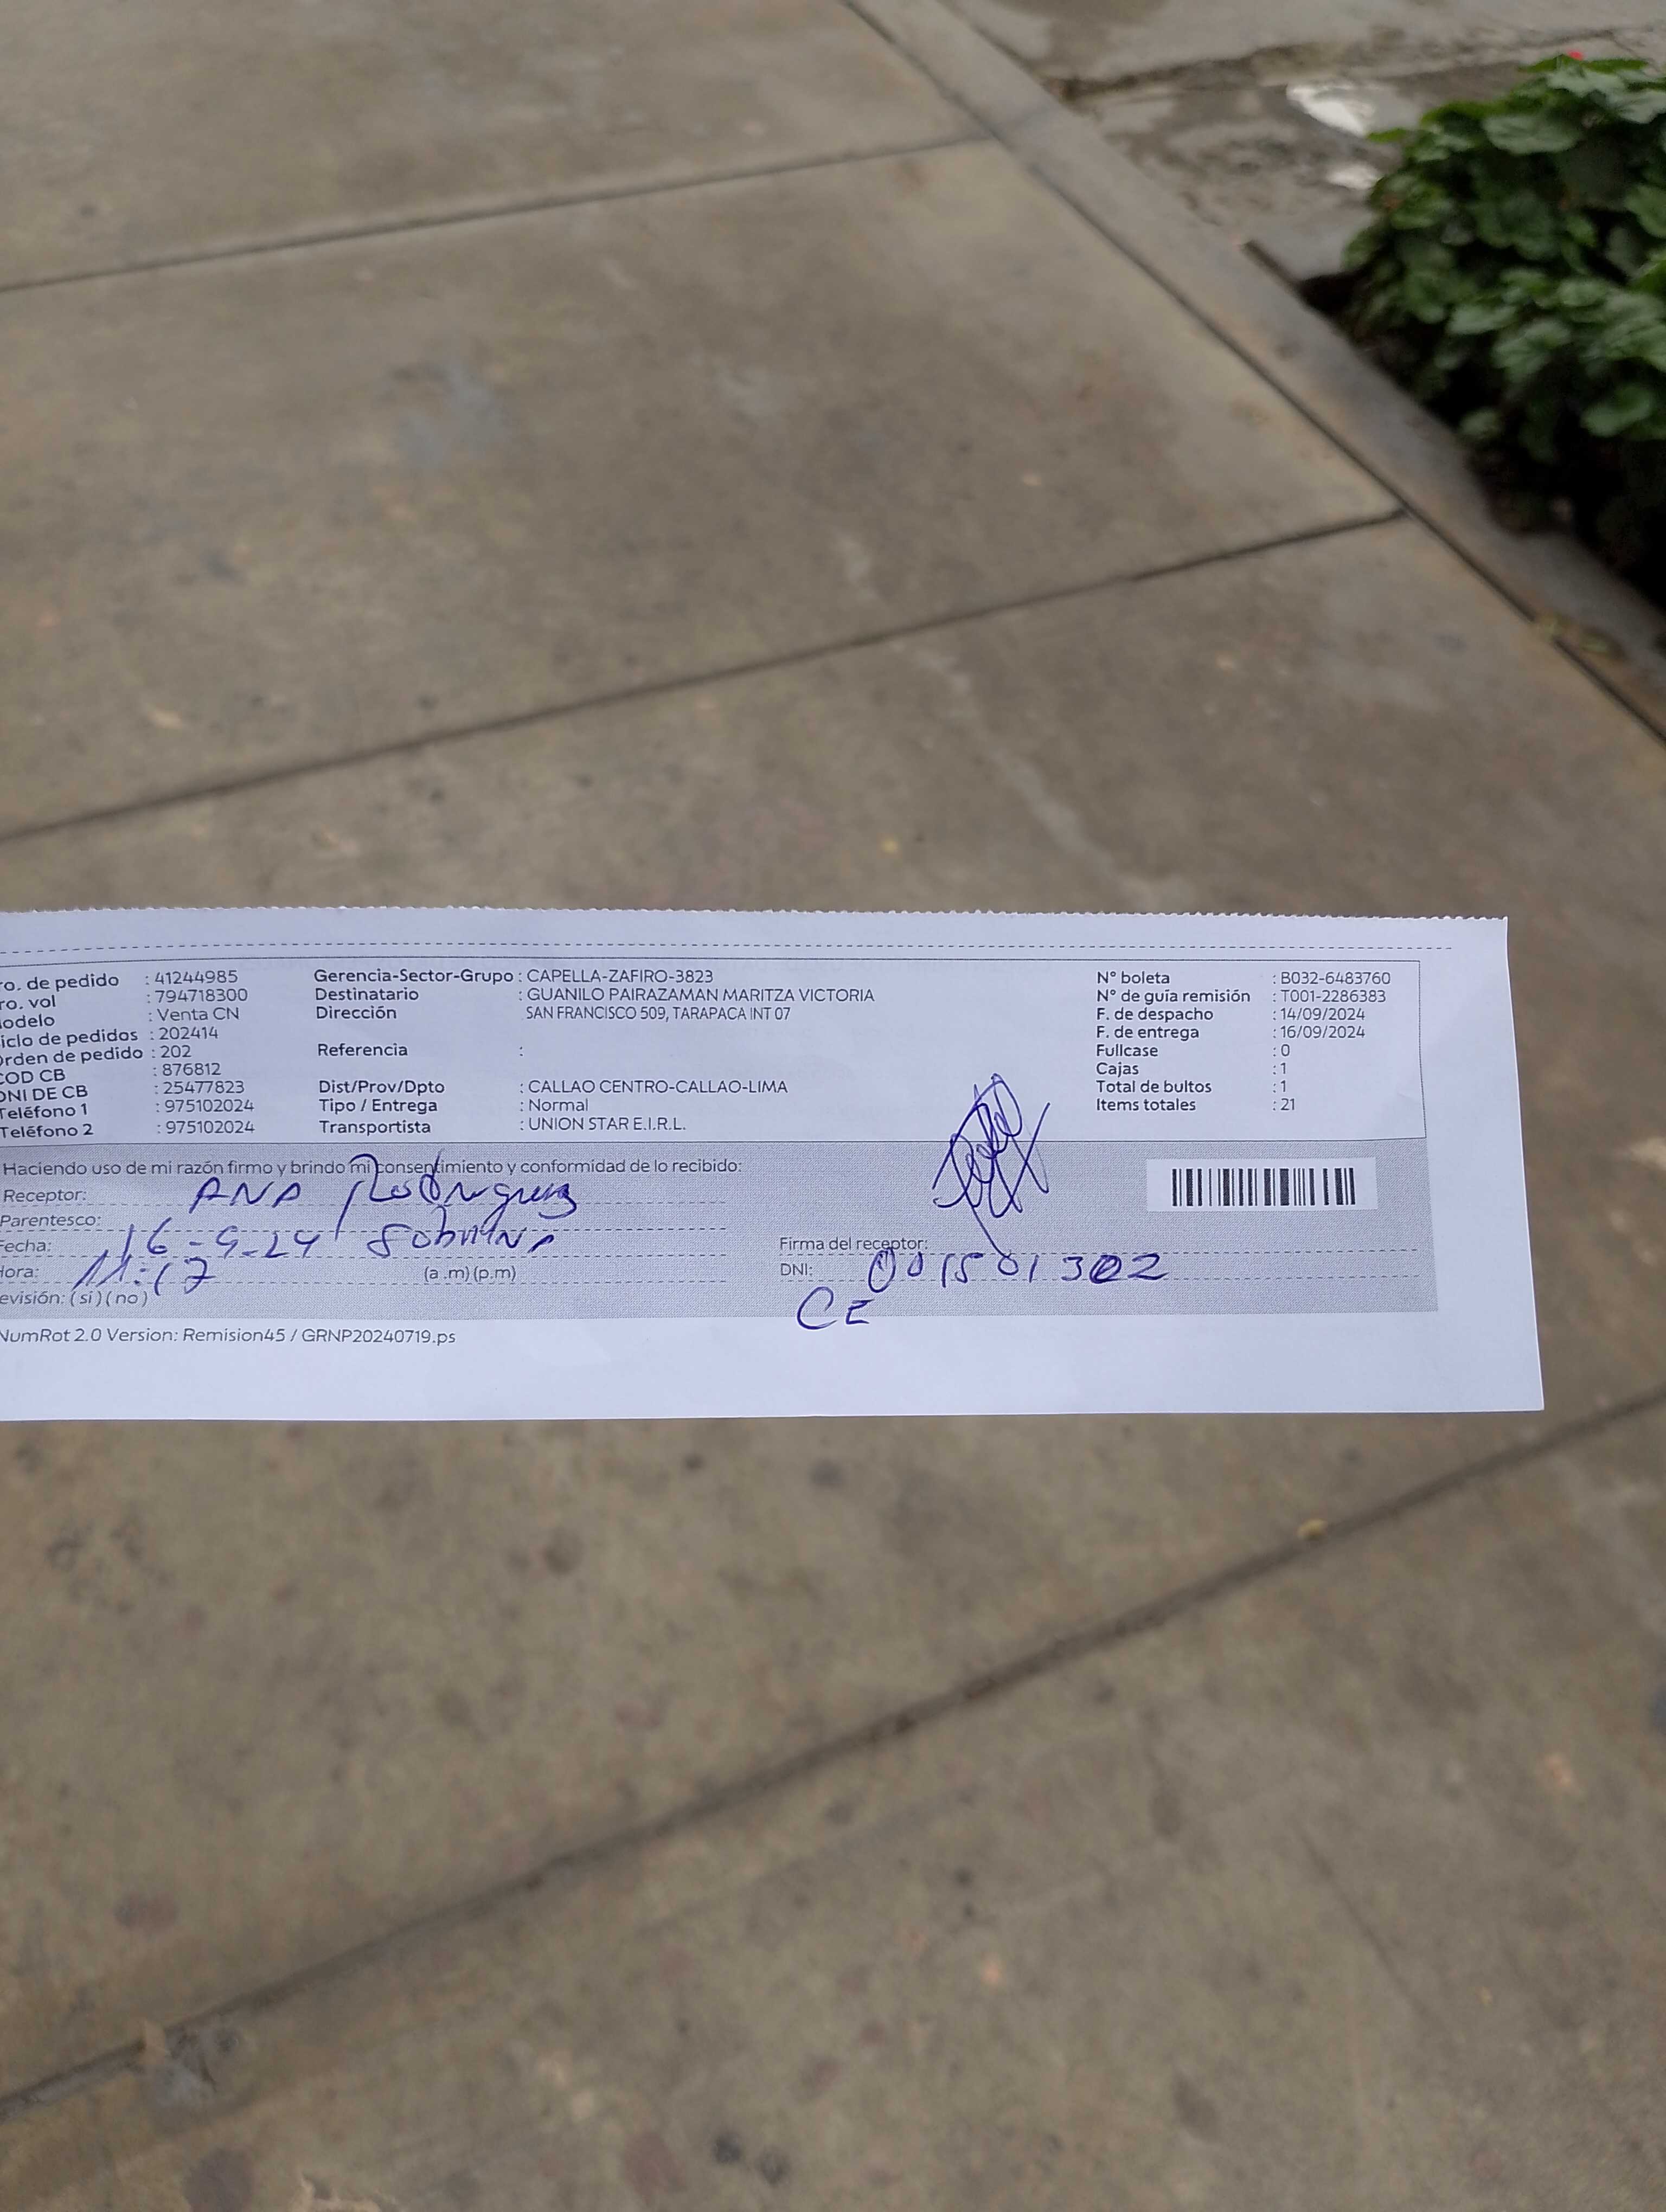 ro. de pedido : 41244985
ro. vol : 794718300
odelo : Venta CN
iclo de pedidos : 202414
rden de pedido : 202
COD CB : 876812
DNI DE CB : 25477823
Teléfono 1 : 975102024
Teléfono 2 : 975102024
Gerencia-Sector-Grupo : CAPELLA-ZAFIRO-3823
Destinatario : GUANILO PAIRAZAMAN MARITZA VICTORIA
Dirección SAN FRANCISCO 509, TARAPACA INT 07
Referencia :
Dist/Prov/Dpto : CALLAO CENTRO-CALLAO-LIMA
Tipo / Entrega : Normal
Transportista : UNION STAR E.I.R.L.
N° boleta : B032-6483760
N° de guía remisión : T001-2286383
F. de despacho : 14/09/2024
F. de entrega : 16/09/2024
Fullcase : 0
Cajas : 1
Total de bultos : 1
Items totales : 21
Haciendo uso de mi razón firmo y brindo mi consentimiento y conformidad de lo recibido:
Receptor: ANA Rodriguez
Parentesco: Sobrina
Fecha: 16-9-24
Hora: 11:17 (a .m) (p.m)
evisión: ( si ) ( no )
Firma del receptor:
DNI: 001501302
CE
NumRot 2.0 Version: Remision45 / GRNP20240719.ps